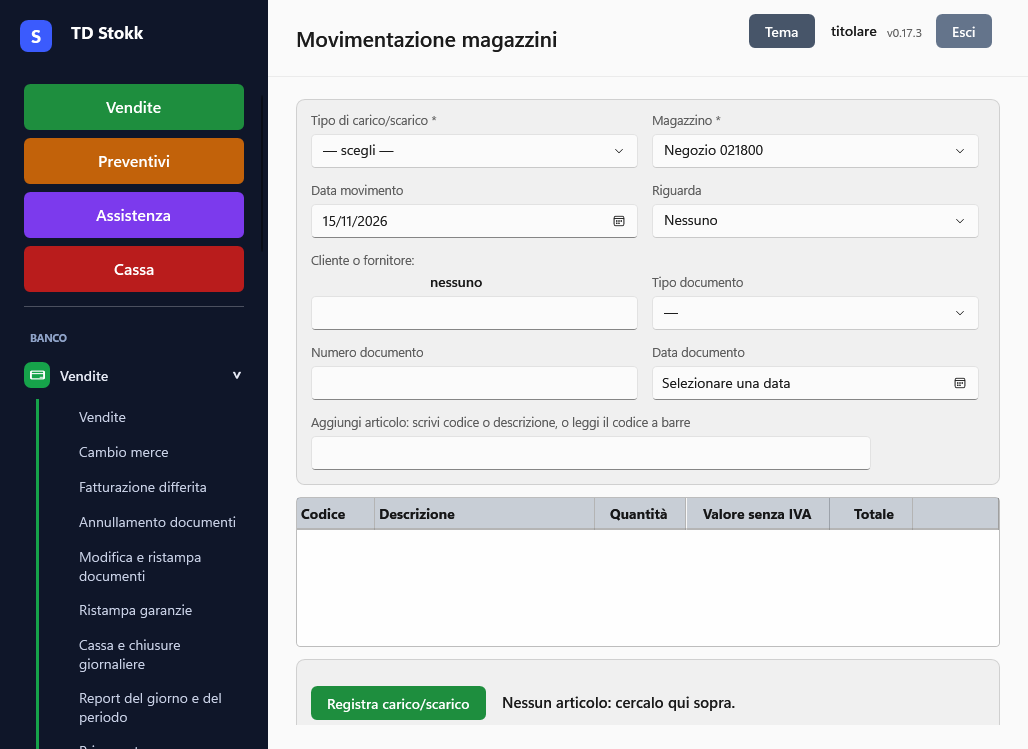 S
TD Stokk
Vendite
Preventivi
Assistenza
Cassa
BANCO
Vendite
Vendite
Cambio merce
Fatturazione differita
Annullamento documenti
Modifica e ristampa
documenti
Ristampa garanzie
Cassa e chiusure
giornaliere
Report del giorno e del
periodo
Movimentazione magazzini
Tema
titolare
v0.17.3
Esci
Tipo di carico/scarico *
Magazzino *
— scegli —
Negozio 021800
Data movimento
Riguarda
15/11/2026
Nessuno
Cliente o fornitore:
nessuno
Tipo documento
—
Numero documento
Data documento
Selezionare una data
Aggiungi articolo: scrivi codice o descrizione, o leggi il codice a barre
Codice Descrizione Quantità Valore senza IVA Totale
Registra carico/scarico
Nessun articolo: cercalo qui sopra.